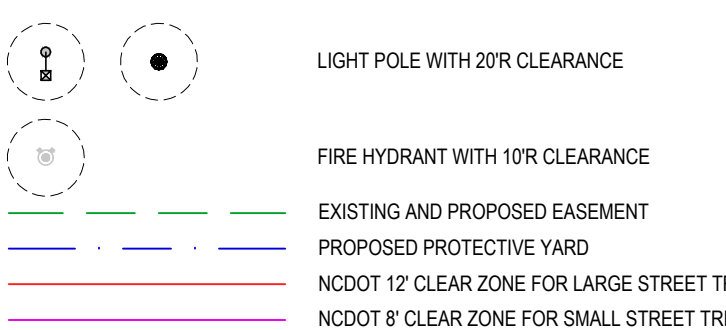 LIGHT POLE WITH 20'R CLEARANCE
FIRE HYDRANT WITH 10'R CLEARANCE
EXISTING AND PROPOSED EASEMENT
PROPOSED PROTECTIVE YARD
NCDOT 12' CLEAR ZONE FOR LARGE STREET
NCDOT 8' CLEAR ZONE FOR SMALL STREET